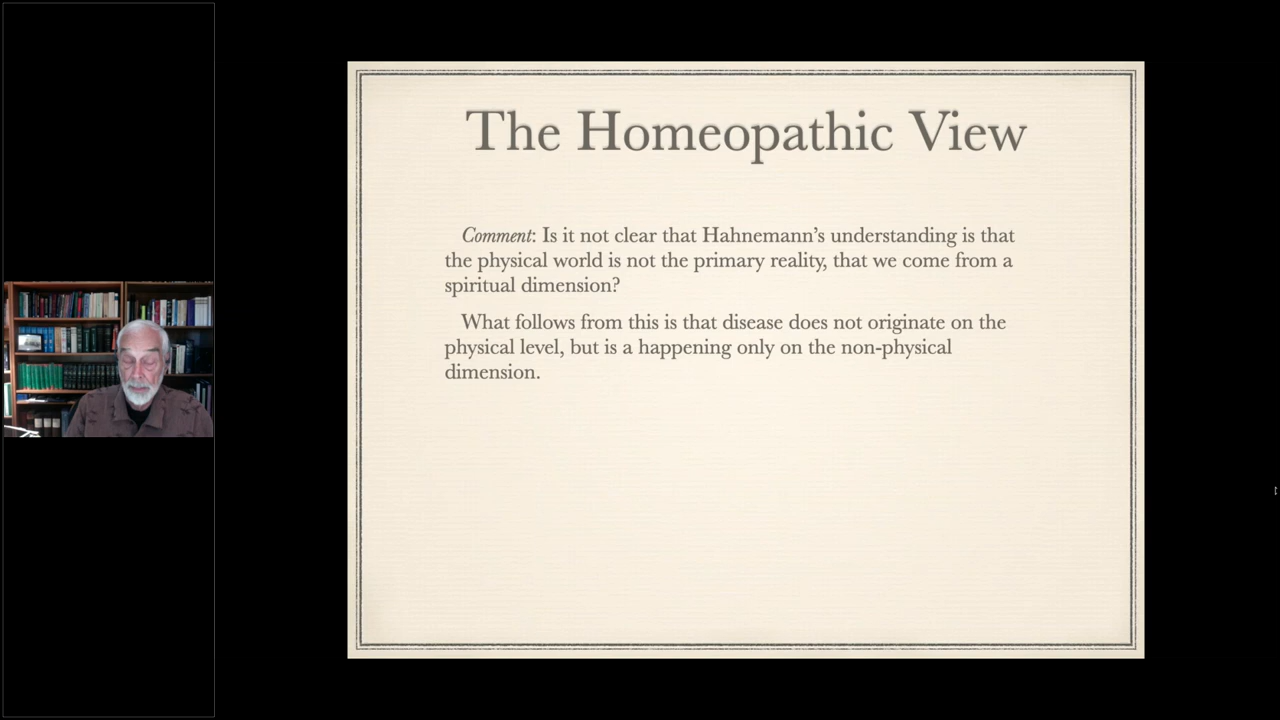 The Homeopathic View
Comment: Is it not clear that Hahnemann’s understanding is that
the physical world is not the primary reality, that we come from a
spiritual dimension?
What follows from this is that disease does not originate on the
physical level, but is a happening only on the non-physical
dimension.